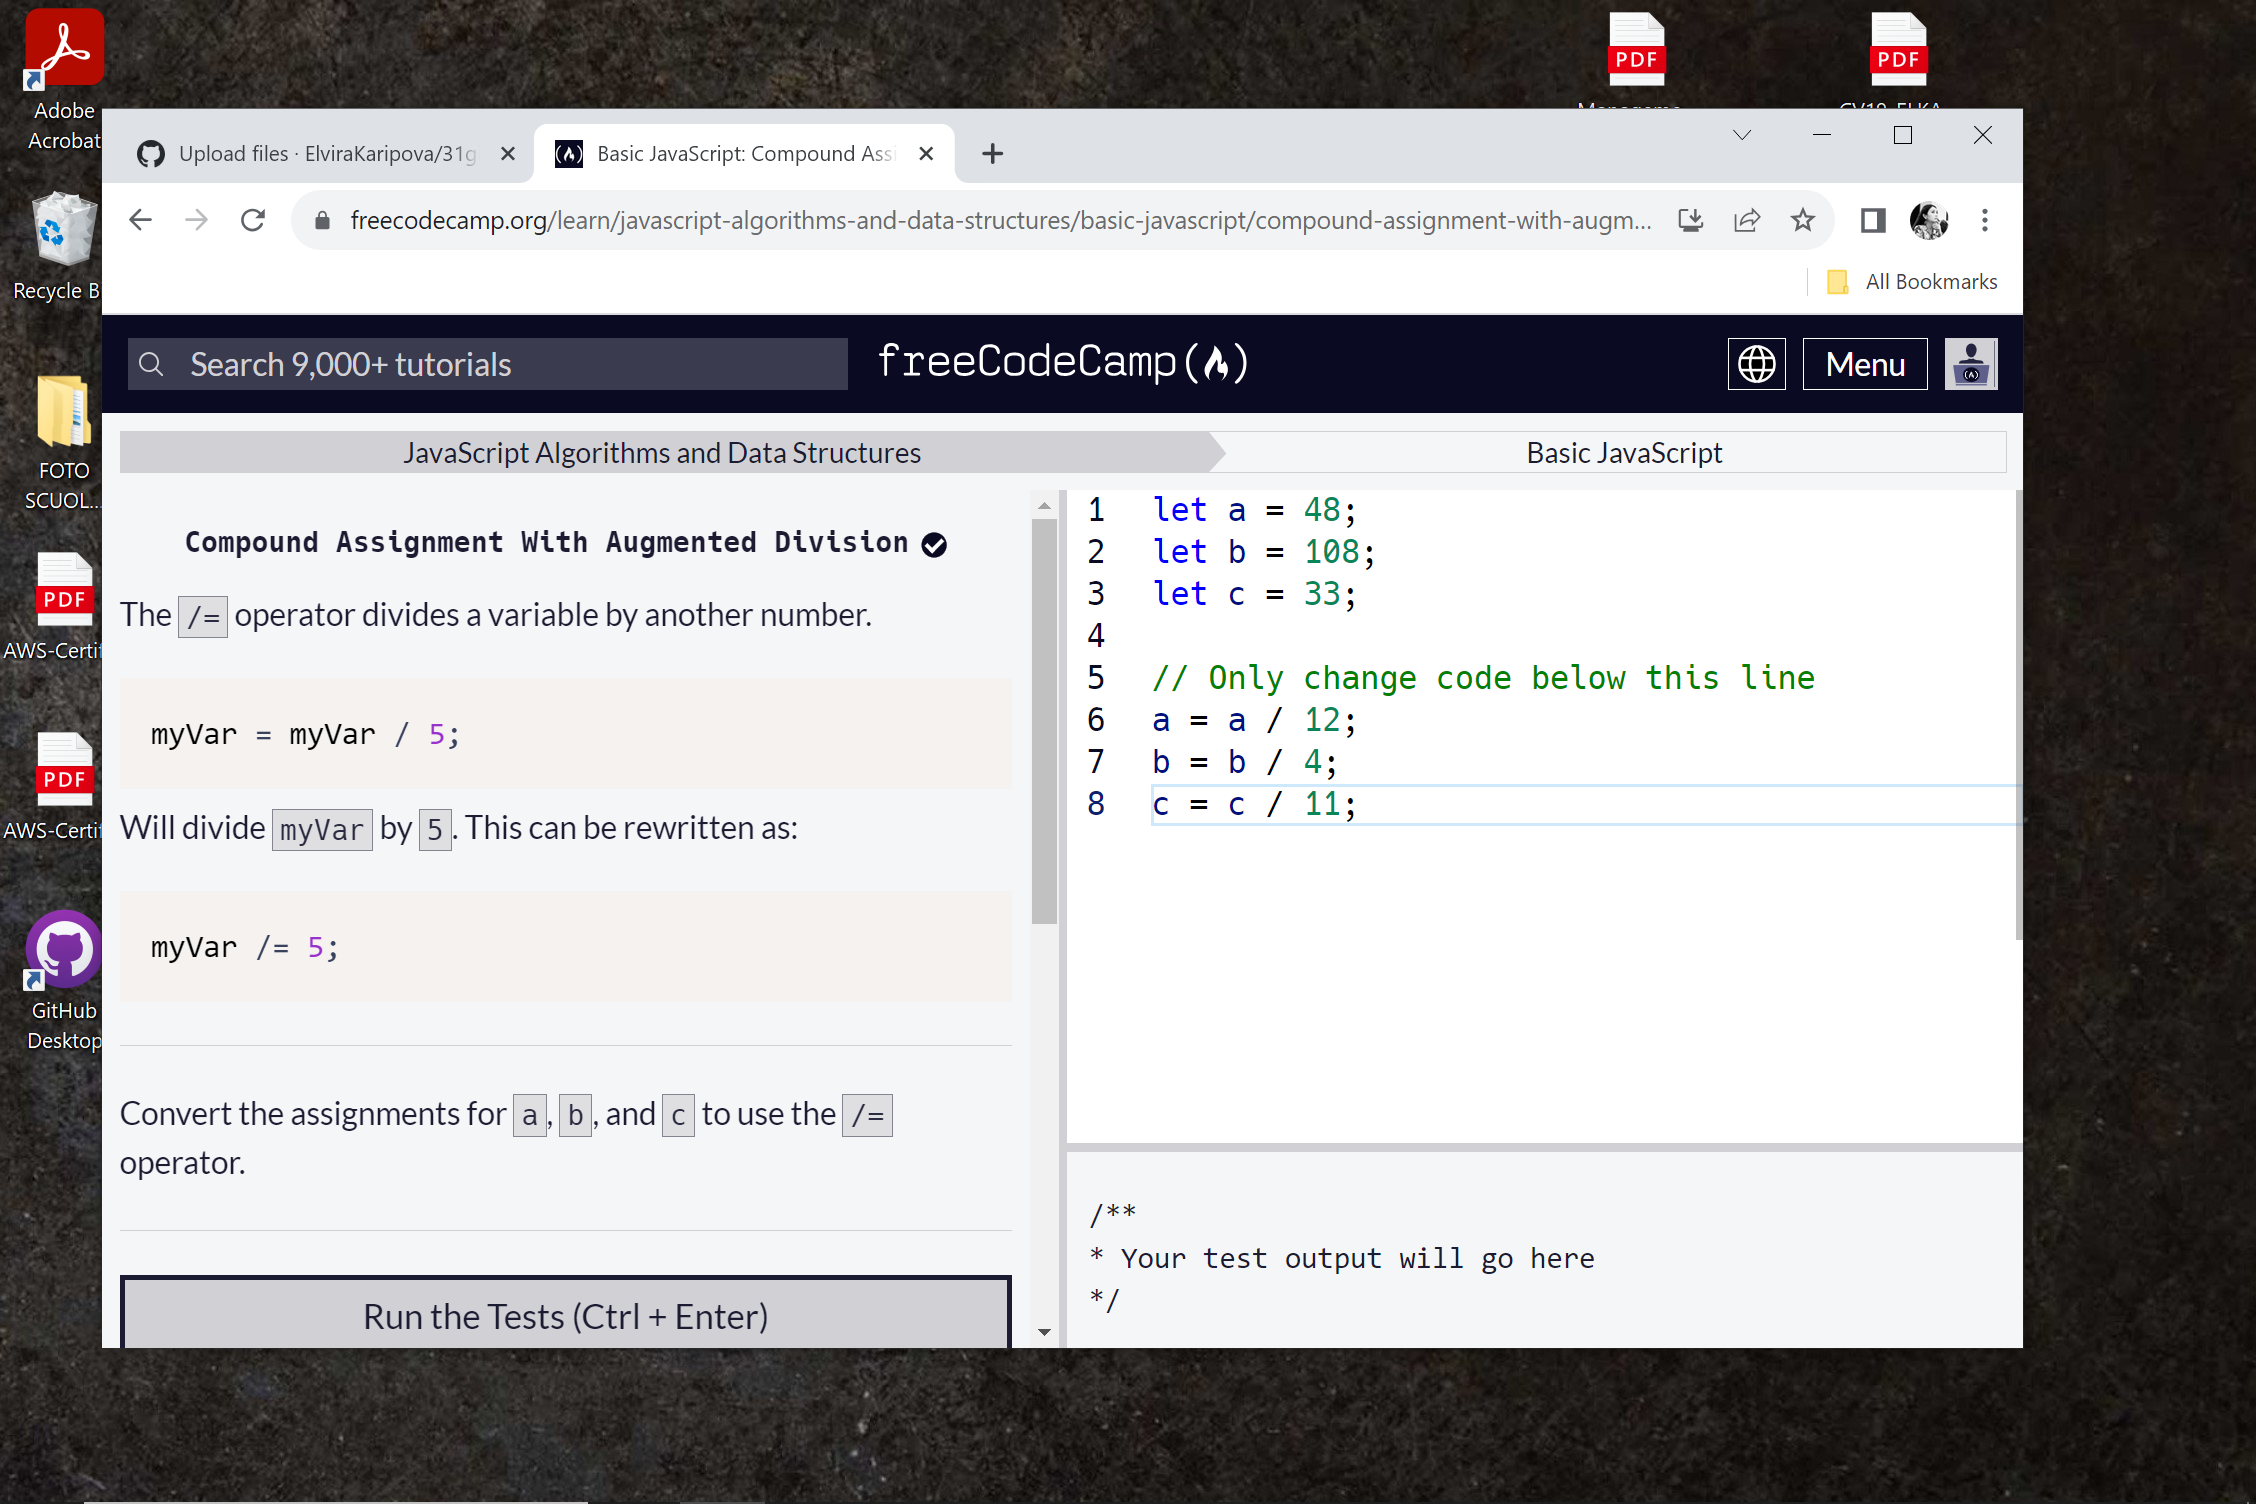 Adobe
Acrobat
Recycle B
FOTO
SCUOL...
PDF
AWS-Certif
PDF
AWS-Certif
GitHub
Desktop
PDF
PDF
Upload files · ElviraKaripova/31g
Basic JavaScript: Compound Assi
freecodecamp.org/learn/javascript-algorithms-and-data-structures/basic-javascript/compound-assignment-with-augm...
All Bookmarks
Search 9,000+ tutorials
freeCodeCamp(🔥)
Menu
JavaScript Algorithms and Data Structures
Basic JavaScript
Compound Assignment With Augmented Division
The /= operator divides a variable by another number.
myVar = myVar / 5;
Will divide myVar by 5. This can be rewritten as:
myVar /= 5;
Convert the assignments for a, b, and c to use the /=
operator.
Run the Tests (Ctrl + Enter)
1 let a = 48;
2 let b = 108;
3 let c = 33;
4
5 // Only change code below this line
6 a = a / 12;
7 b = b / 4;
8 c = c / 11;
/**
* Your test output will go here
*/